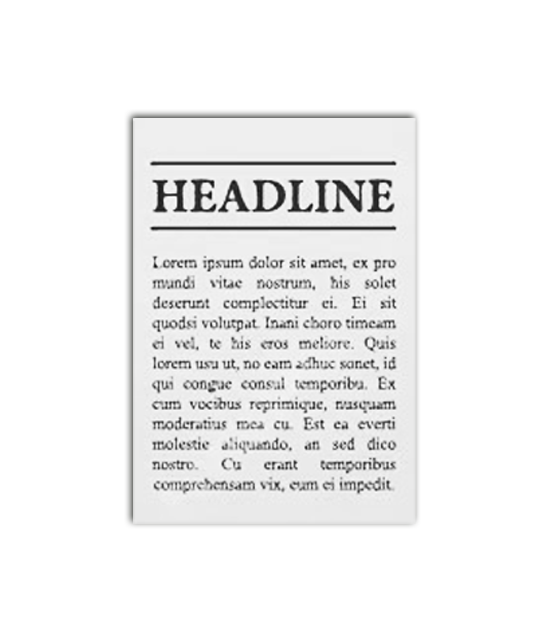 HEADLINE
Lorem ipsum dolor sit amet, ex pro
mundi vitae nostrum, his solet
deserunt complectitur ei. Ei sit
quodsi volutpat. Inani choro timeam
ei vel, te his eros meliore. Quis
lorem usu ut, no eam adhuc sonet, id
qui congue consul temporibu. Ex
cum vocibus reprimique, nusquam
moderatius mea cu. Est ea everti
molestie aliquando, an sed dico
nostro. Cu erant temporibus
comprehensam vix, eum ei impedit.